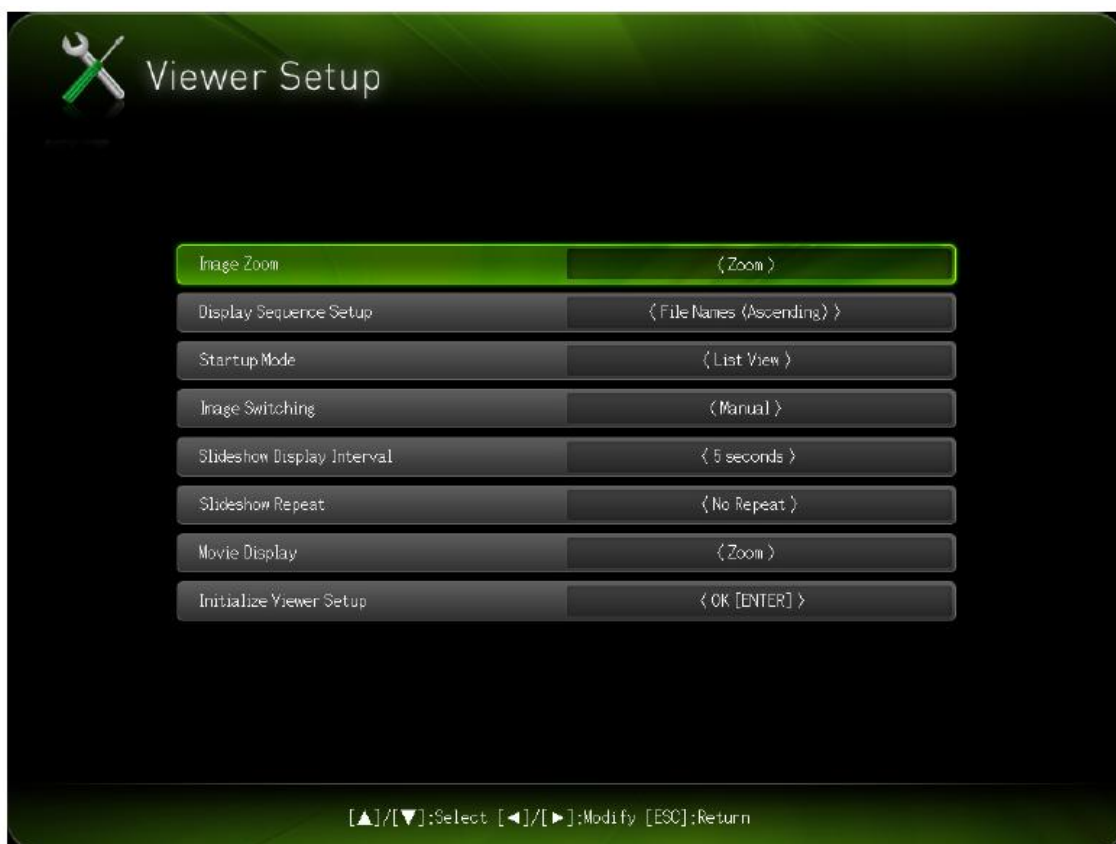 Viewer Setup
Image Zoom 〈Zoom〉
Display Sequence Setup 〈File Names (Ascending)〉
Startup Mode 〈List View〉
Image Switching 〈Manual〉
Slideshow Display Interval 〈5 seconds〉
Slideshow Repeat 〈No Repeat〉
Movie Display 〈Zoom〉
Initialize Viewer Setup 〈OK [ENTER]〉
[▲]/[▼]:Select [◄]/[►]:Modify [ESC]:Return